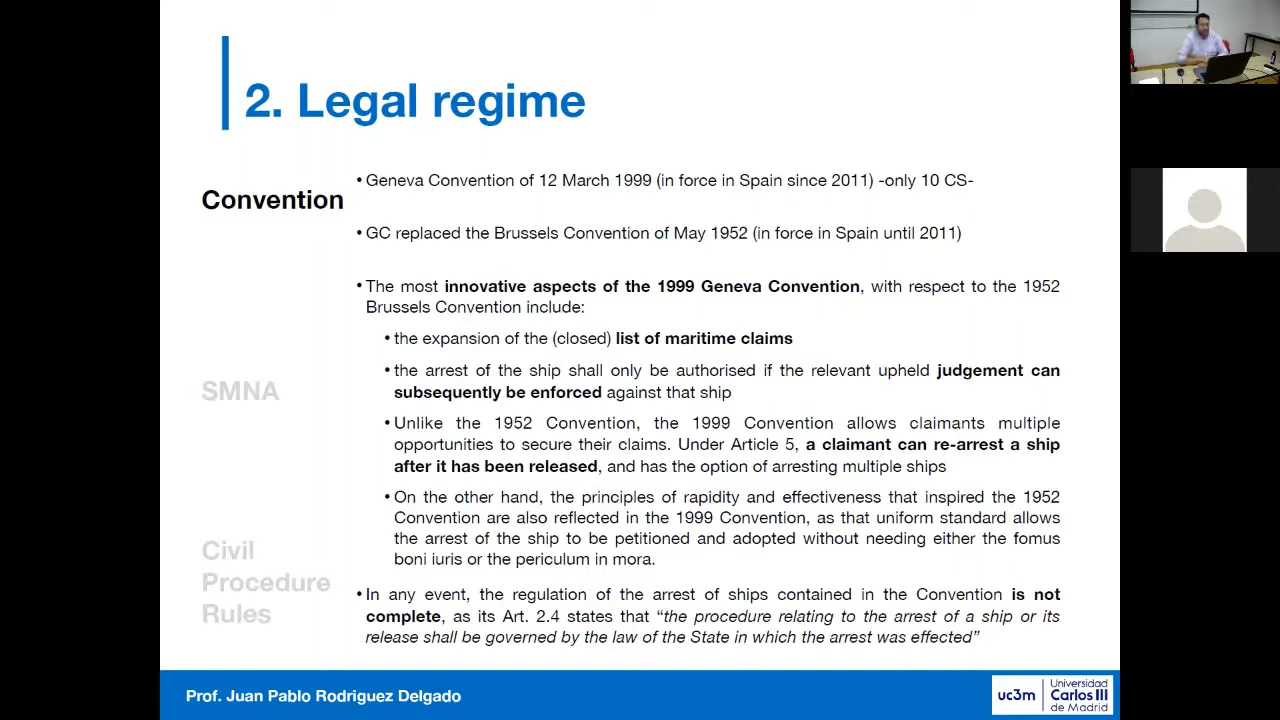 2. Legal regime
Convention
• Geneva Convention of 12 March 1999 (in force in Spain since 2011) -only 10 CS-
• GC replaced the Brussels Convention of May 1952 (in force in Spain until 2011)
• The most innovative aspects of the 1999 Geneva Convention, with respect to the 1952
Brussels Convention include:
• the expansion of the (closed) list of maritime claims
• the arrest of the ship shall only be authorised if the relevant upheld judgement can
subsequently be enforced against that ship
SMNA
• Unlike the 1952 Convention, the 1999 Convention allows claimants multiple
opportunities to secure their claims. Under Article 5, a claimant can re-arrest a ship
after it has been released, and has the option of arresting multiple ships
• On the other hand, the principles of rapidity and effectiveness that inspired the 1952
Convention are also reflected in the 1999 Convention, as that uniform standard allows
the arrest of the ship to be petitioned and adopted without needing either the fomus
boni iuris or the periculum in mora.
Civil
Procedure
Rules
• In any event, the regulation of the arrest of ships contained in the Convention is not
complete, as its Art. 2.4 states that “the procedure relating to the arrest of a ship or its
release shall be governed by the law of the State in which the arrest was effected”
Prof. Juan Pablo Rodriguez Delgado
uc3m
Universidad
Carlos III
de Madrid